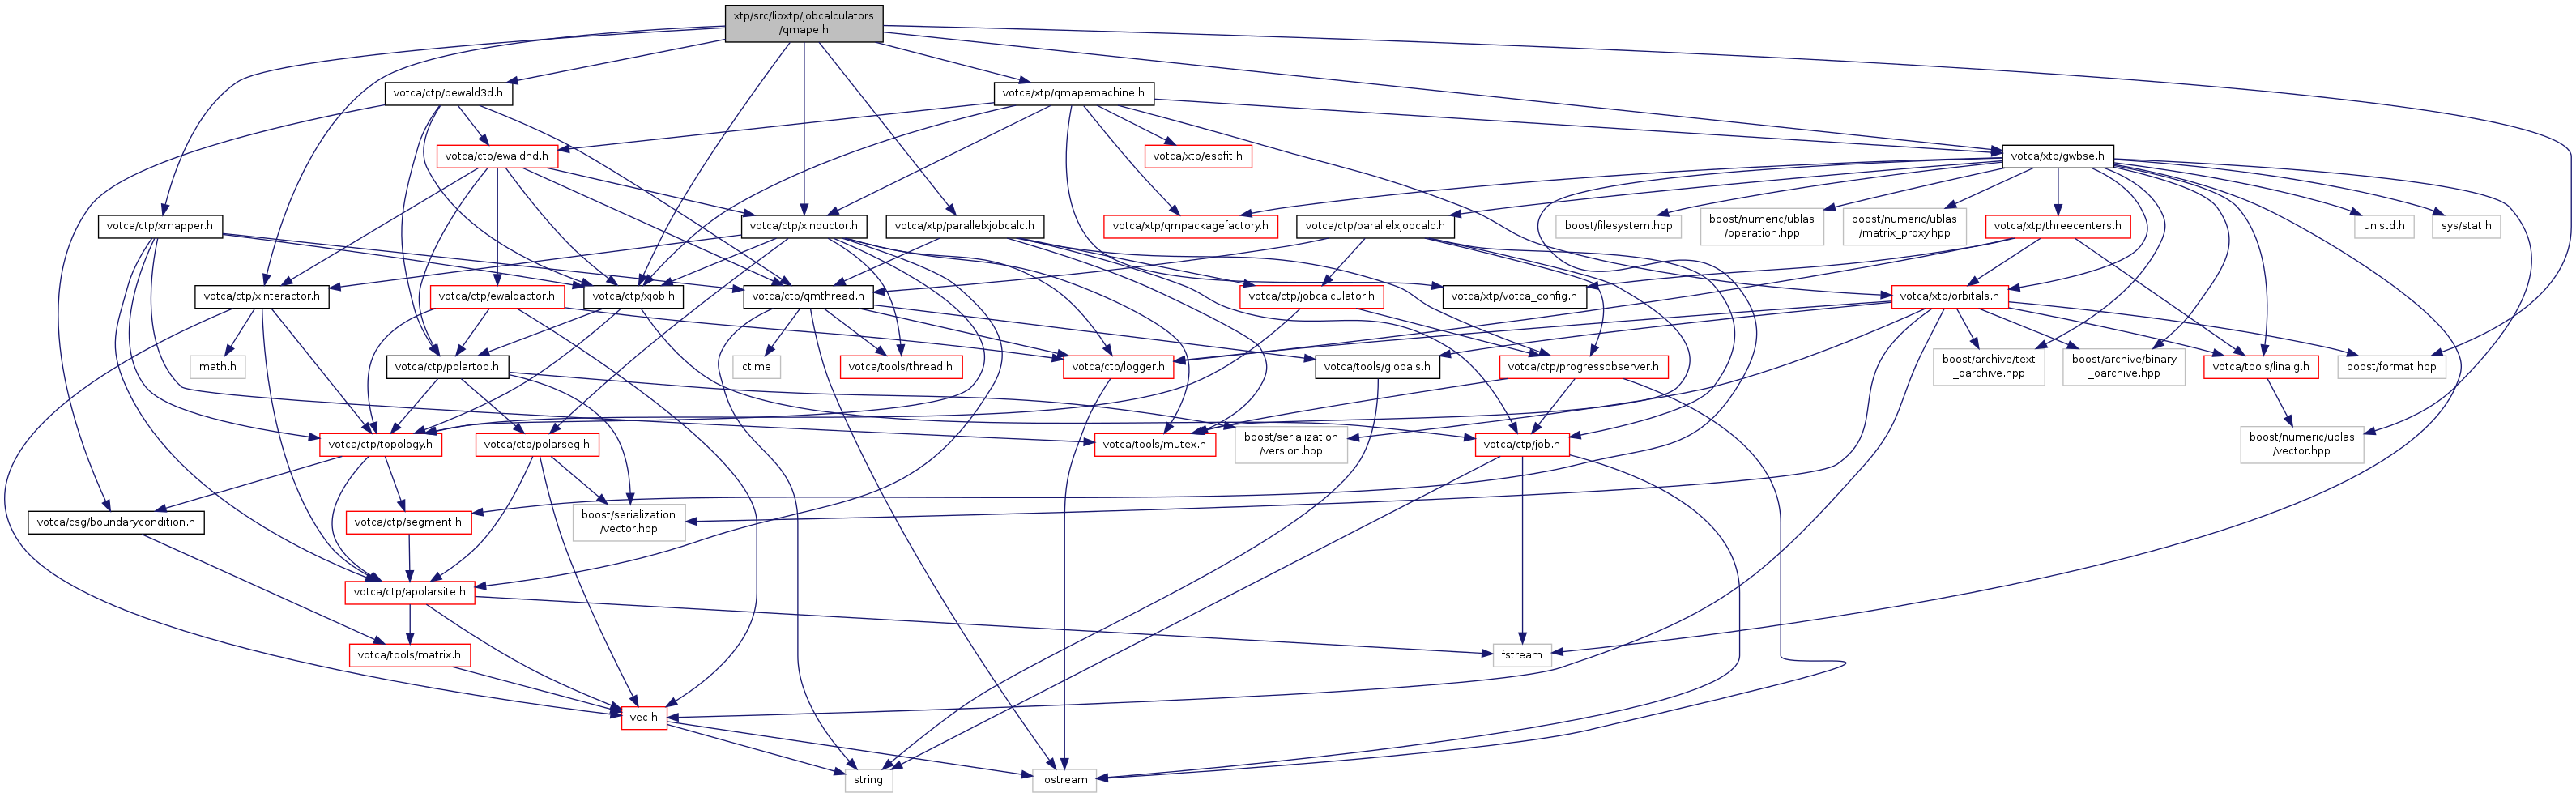 xtp/src/libxtp/jobcalculators
/qmape.h
votca/ctp/pewald3d.h
votca/xtp/qmapemachine.h
votca/ctp/ewaldnd.h
votca/xtp/espfit.h
votca/xtp/gwbse.h
votca/ctp/xmapper.h
votca/ctp/xinductor.h
votca/xtp/parallelxjobcalc.h
votca/xtp/qmpackagefactory.h
votca/ctp/parallelxjobcalc.h
boost/filesystem.hpp
boost/numeric/ublas
/operation.hpp
boost/numeric/ublas
/matrix_proxy.hpp
votca/xtp/threecenters.h
unistd.h
sys/stat.h
votca/ctp/xinteractor.h
votca/ctp/ewaldactor.h
votca/ctp/xjob.h
votca/ctp/qmthread.h
votca/ctp/jobcalculator.h
votca/xtp/votca_config.h
votca/xtp/orbitals.h
math.h
votca/ctp/polartop.h
ctime
votca/tools/thread.h
votca/ctp/logger.h
votca/tools/globals.h
votca/ctp/progressobserver.h
boost/archive/text
_oarchive.hpp
boost/archive/binary
_oarchive.hpp
votca/tools/linalg.h
boost/format.hpp
votca/ctp/topology.h
votca/ctp/polarseg.h
votca/tools/mutex.h
boost/serialization
/version.hpp
votca/ctp/job.h
boost/numeric/ublas
/vector.hpp
votca/csg/boundarycondition.h
votca/ctp/segment.h
boost/serialization
/vector.hpp
votca/ctp/apolarsite.h
votca/tools/matrix.h
fstream
vec.h
string
iostream